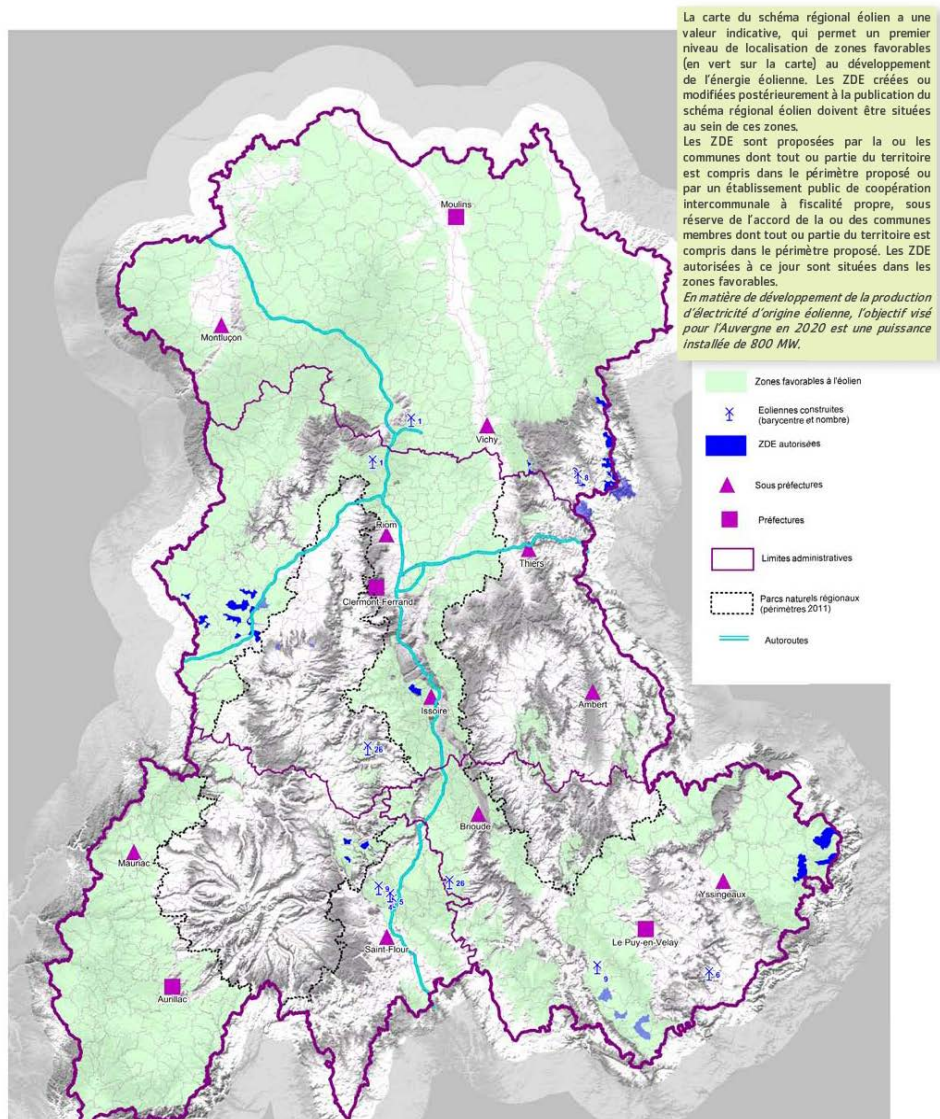 La carte du schéma régional éolien a une
valeur indicative, qui permet un premier
niveau de localisation de zones favorables
(en vert sur la carte) au développement
de l'énergie éolienne. Les ZDE créées ou
modifiées postérieurement à la publication du
schéma régional éolien doivent être situées
au sein de ces zones.
Les ZDE sont proposées par la ou les
communes dont tout ou partie du territoire
est compris dans le périmètre proposé ou
par un établissement public de coopération
intercommunale à fiscalité propre, sous
réserve de l'accord de la ou des communes
membres dont tout ou partie du territoire est
compris dans le périmètre proposé. Les ZDE
autorisées à ce jour sont situées dans les
zones favorables.
En matière de développement de la production
d'électricité d'origine éolienne, l'objectif visé
pour l'Auvergne en 2020 est une puissance
installée de 800 MW.
Zones favorables à l'éolien
Eoliennes construites
(barycentre et nombre)
ZDE autorisées
Sous préfectures
Préfectures
Limites administratives
Parcs naturels régionaux
(périmètres 2011)
Autoroutes
Moulins
Montluçon
1
Vichy
1
8
Riom
Thiers
Clermont-Ferrand
Issoire
Ambert
26
Brioude
Mauriac
9
4
5
26
Yssingeaux
Saint-Flour
Le Puy-en-Velay
9
6
Aurillac